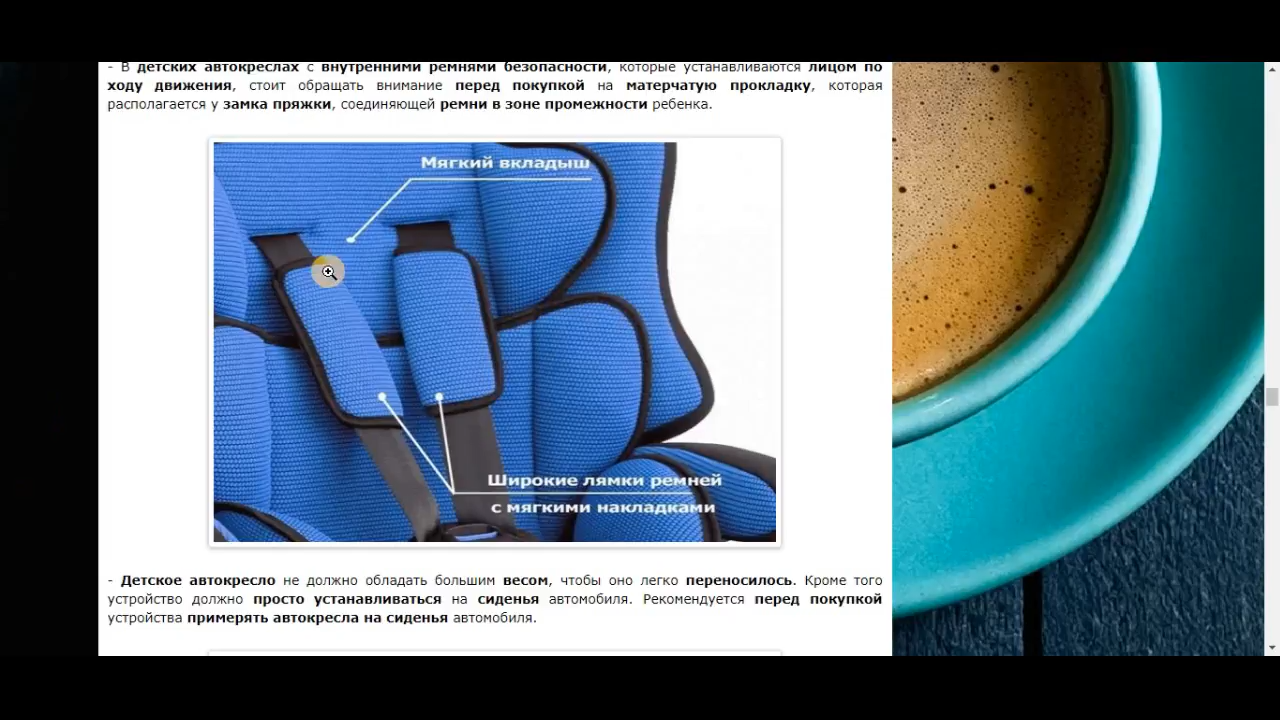 - В детских автокреслах с внутренними ремнями безопасности, которые устанавливаются лицом по
ходу движения, стоит обращать внимание перед покупкой на матерчатую прокладку, которая
располагается у замка пряжки, соединяющей ремни в зоне промежности ребенка.
Мягкий вкладыш
Широкие лямки ремней
с мягкими накладками
- Детское автокресло не должно обладать большим весом, чтобы оно легко переносилось. Кроме того
устройство должно просто устанавливаться на сиденья автомобиля. Рекомендуется перед покупкой
устройства примерять автокресла на сиденья автомобиля.